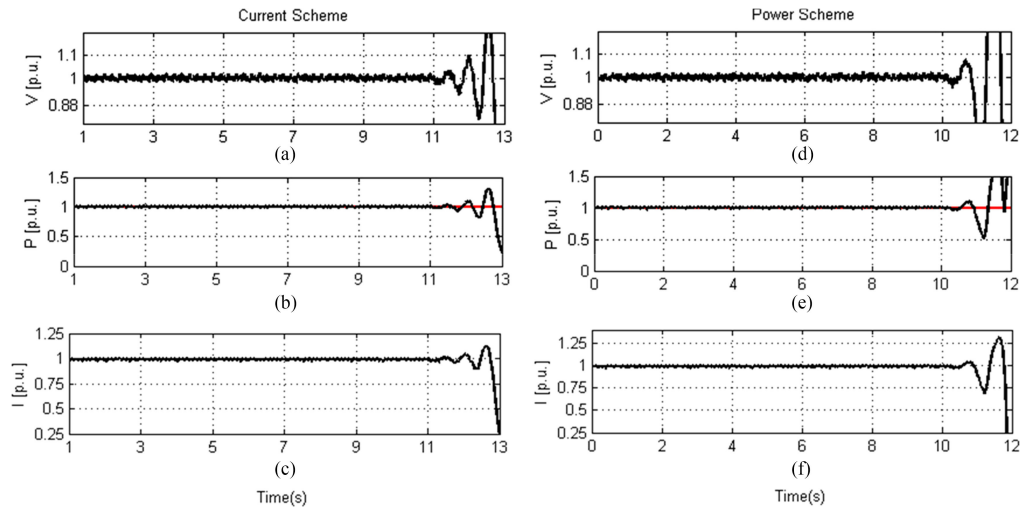 Current Scheme
V [p.u.]
1.1
1
0.88
1 3 5 7 9 11 13
(a)
P [p.u.]
1.5
1
0.5
0
1 3 5 7 9 11 13
(b)
I [p.u.]
1.25
1
0.75
0.5
0.25
1 3 5 7 9 11 13
(c)
Time(s)
Power Scheme
V [p.u.]
1.1
1
0.88
0 2 4 6 8 10 12
(d)
P [p.u.]
1.5
1
0.5
0
0 2 4 6 8 10 12
(e)
I [p.u.]
1.25
1
0.75
0.5
0.25
0 2 4 6 8 10 12
(f)
Time(s)